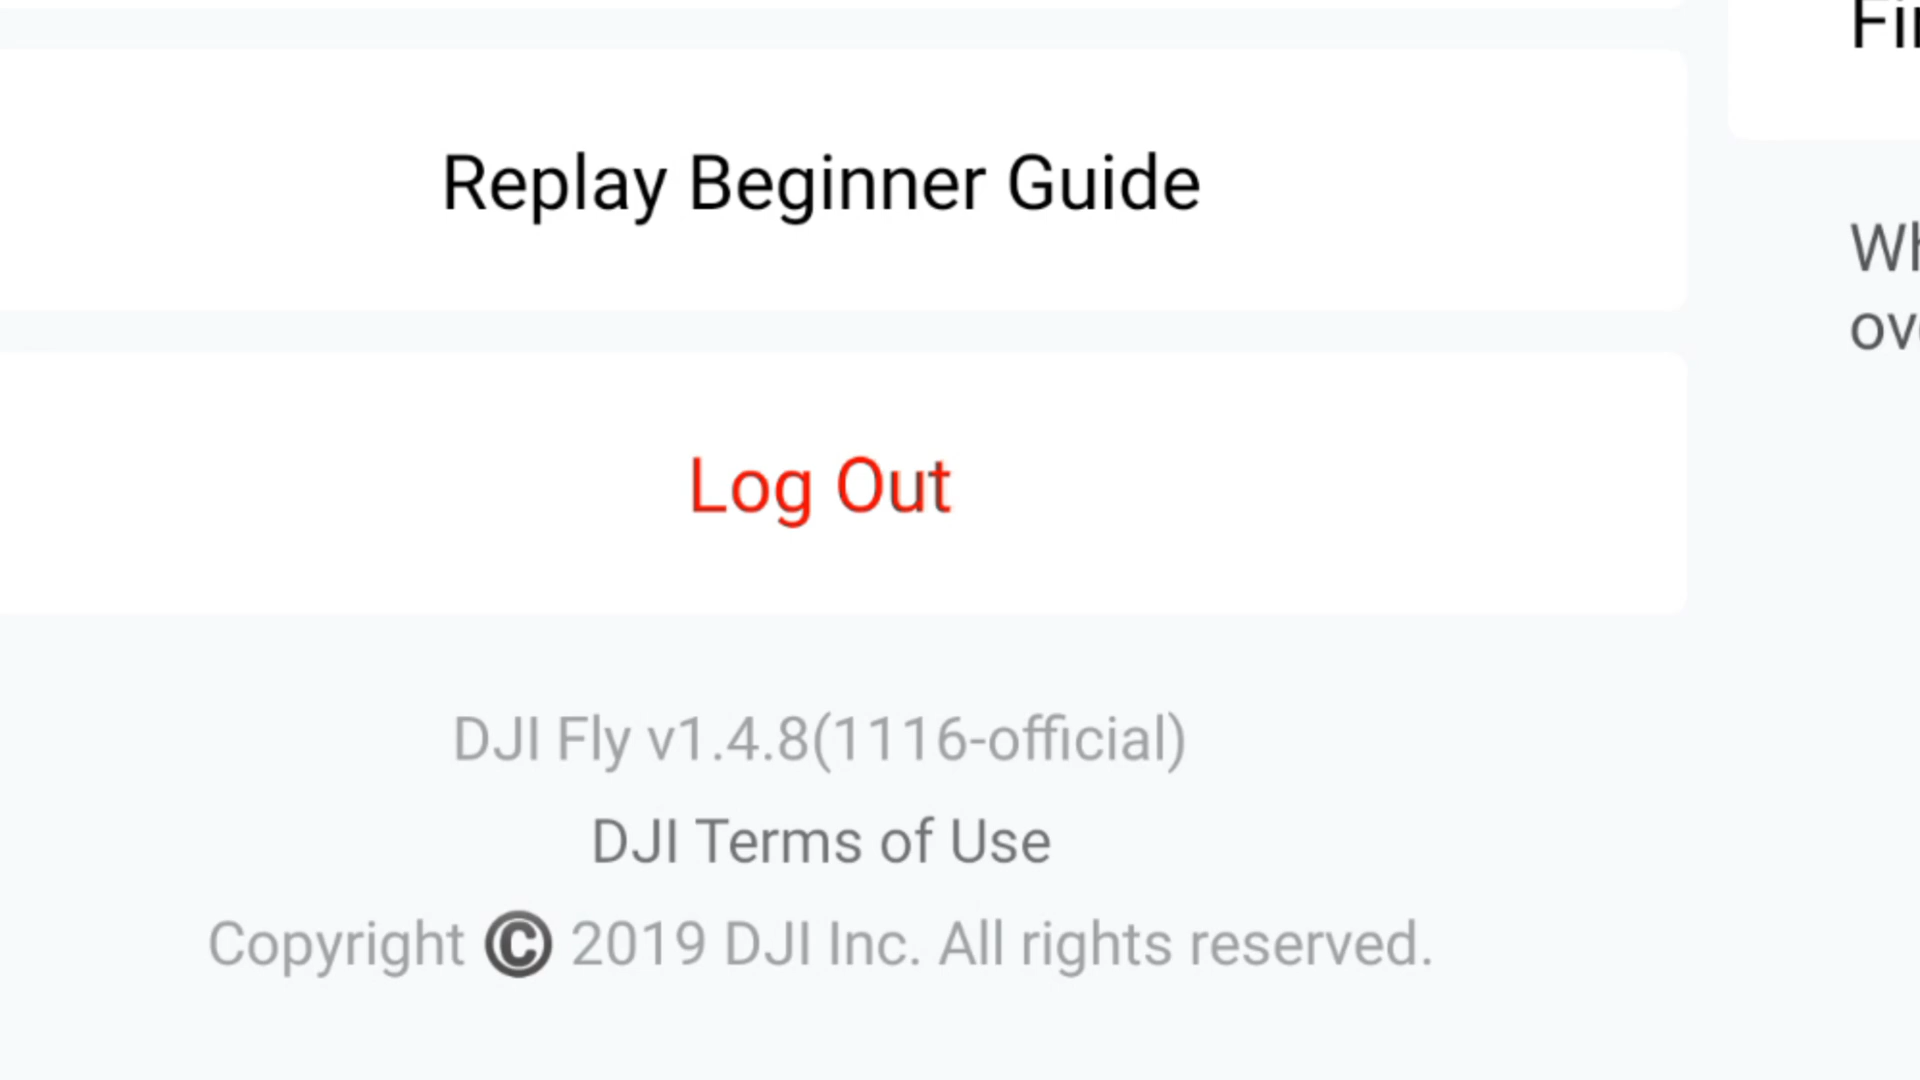 Replay Beginner Guide
Log Out
DJI Fly v1.4.8(1116-official)
DJI Terms of Use
Copyright © 2019 DJI Inc. All rights reserved.